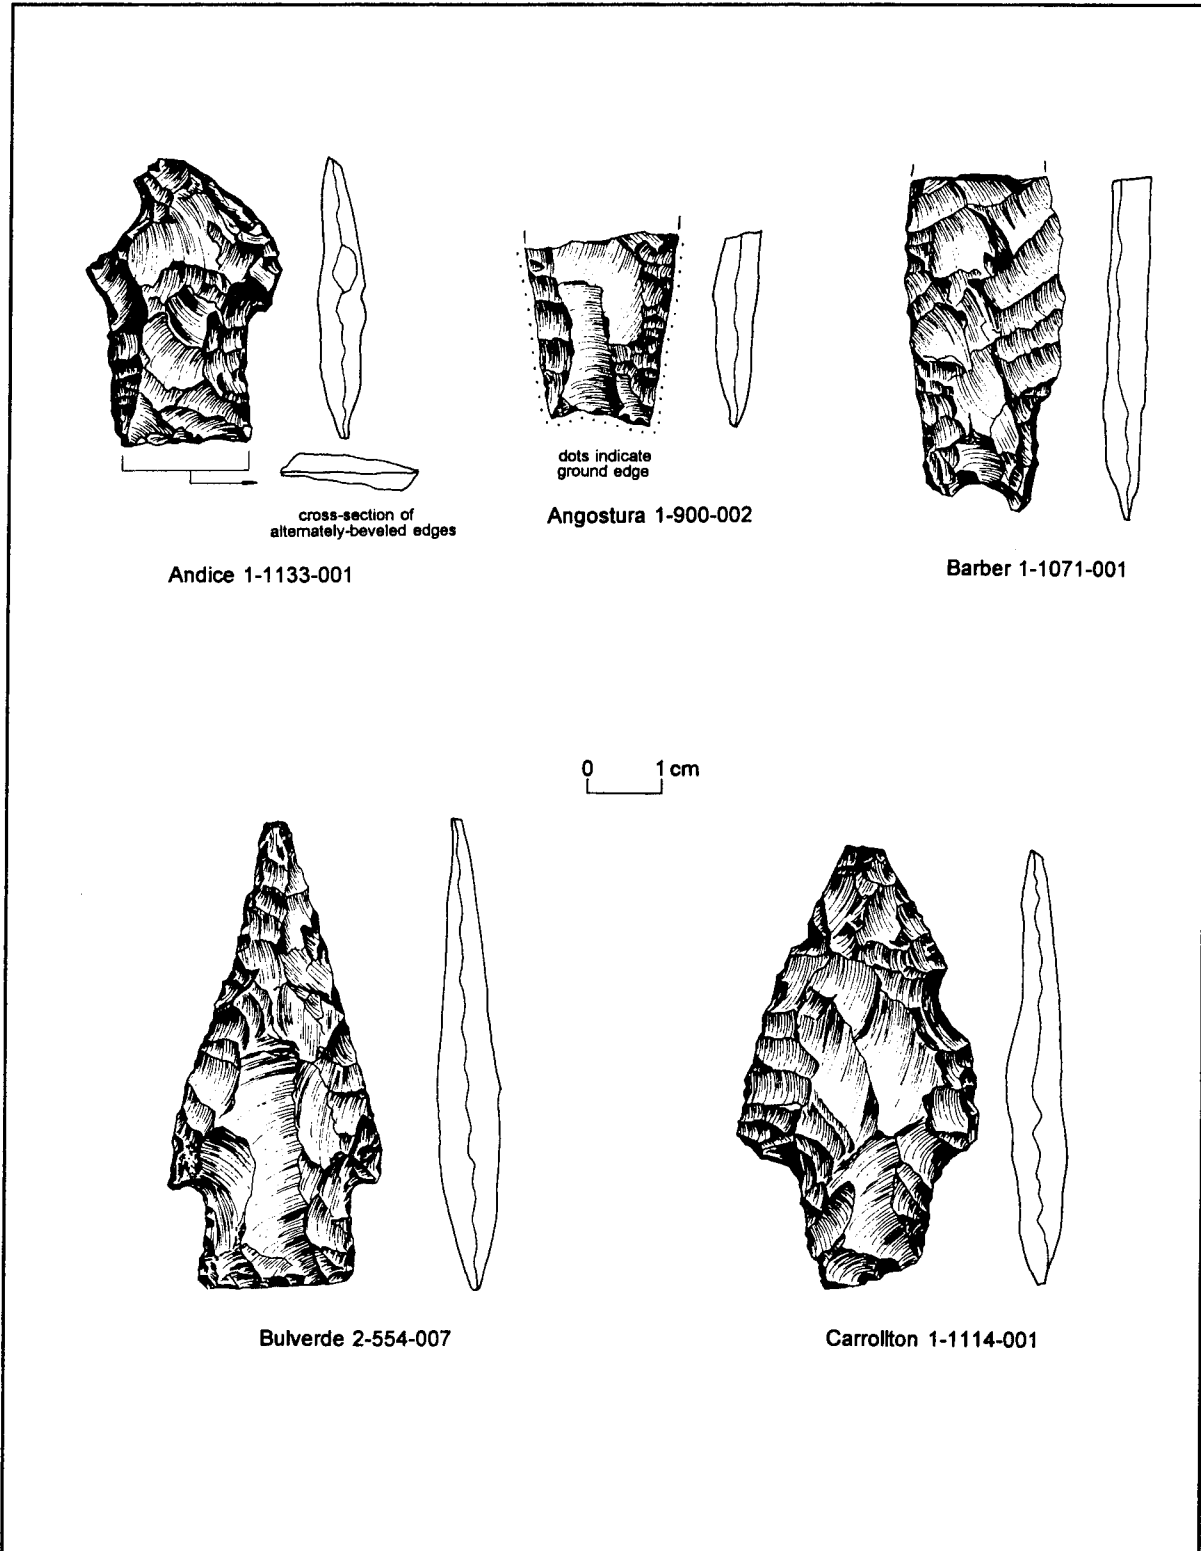 cross-section of
alternately-beveled edges
Andice 1-1133-001
dots indicate
ground edge
Angostura 1-900-002
Barber 1-1071-001
0 1 cm
Bulverde 2-554-007
Carrollton 1-1114-001